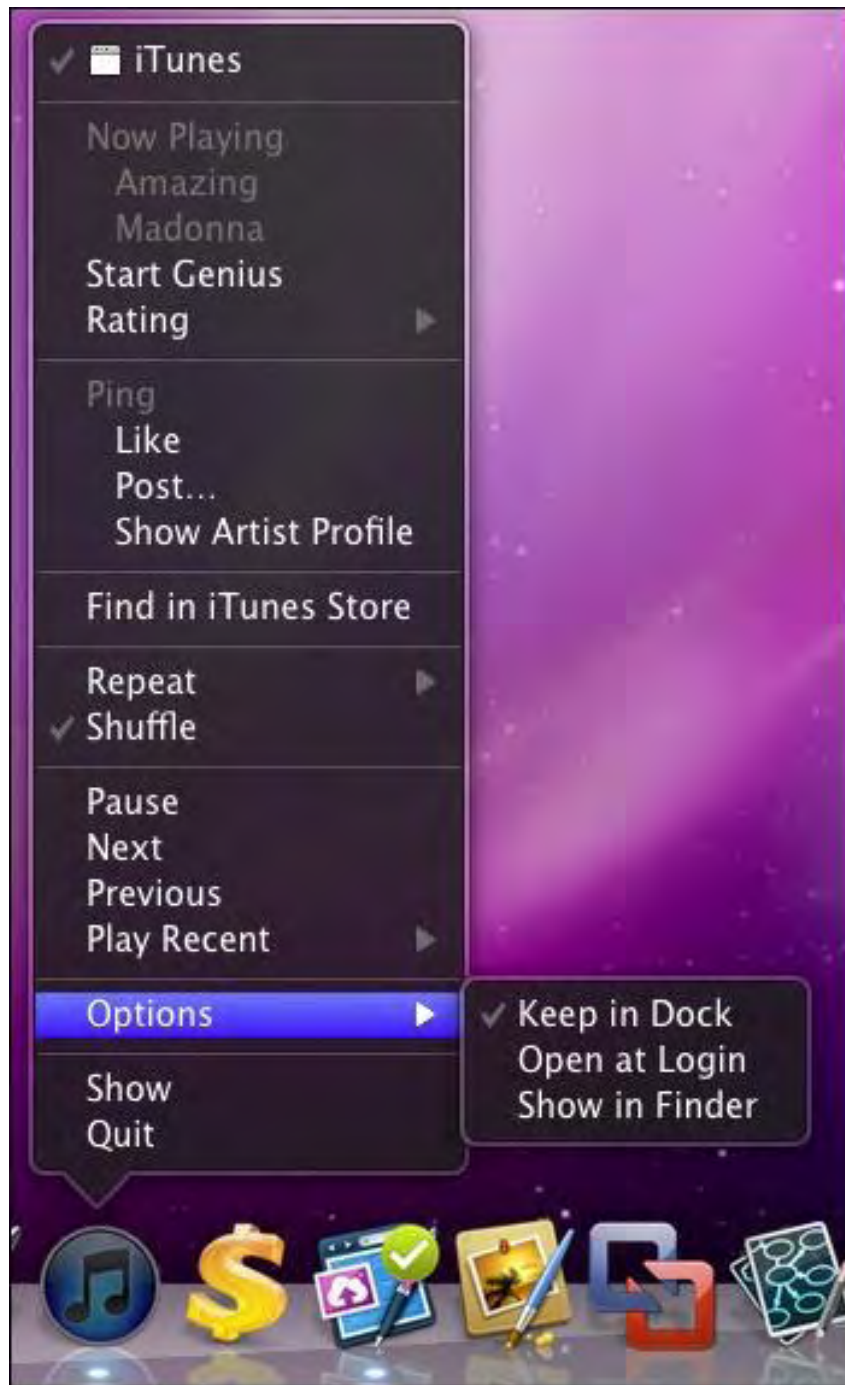 ✓ iTunes
Now Playing
Amazing
Madonna
Start Genius
Rating
Ping
Like
Post...
Show Artist Profile
Find in iTunes Store
Repeat
✓ Shuffle
Pause
Next
Previous
Play Recent
Options
✓ Keep in Dock
Open at Login
Show in Finder
Show
Quit